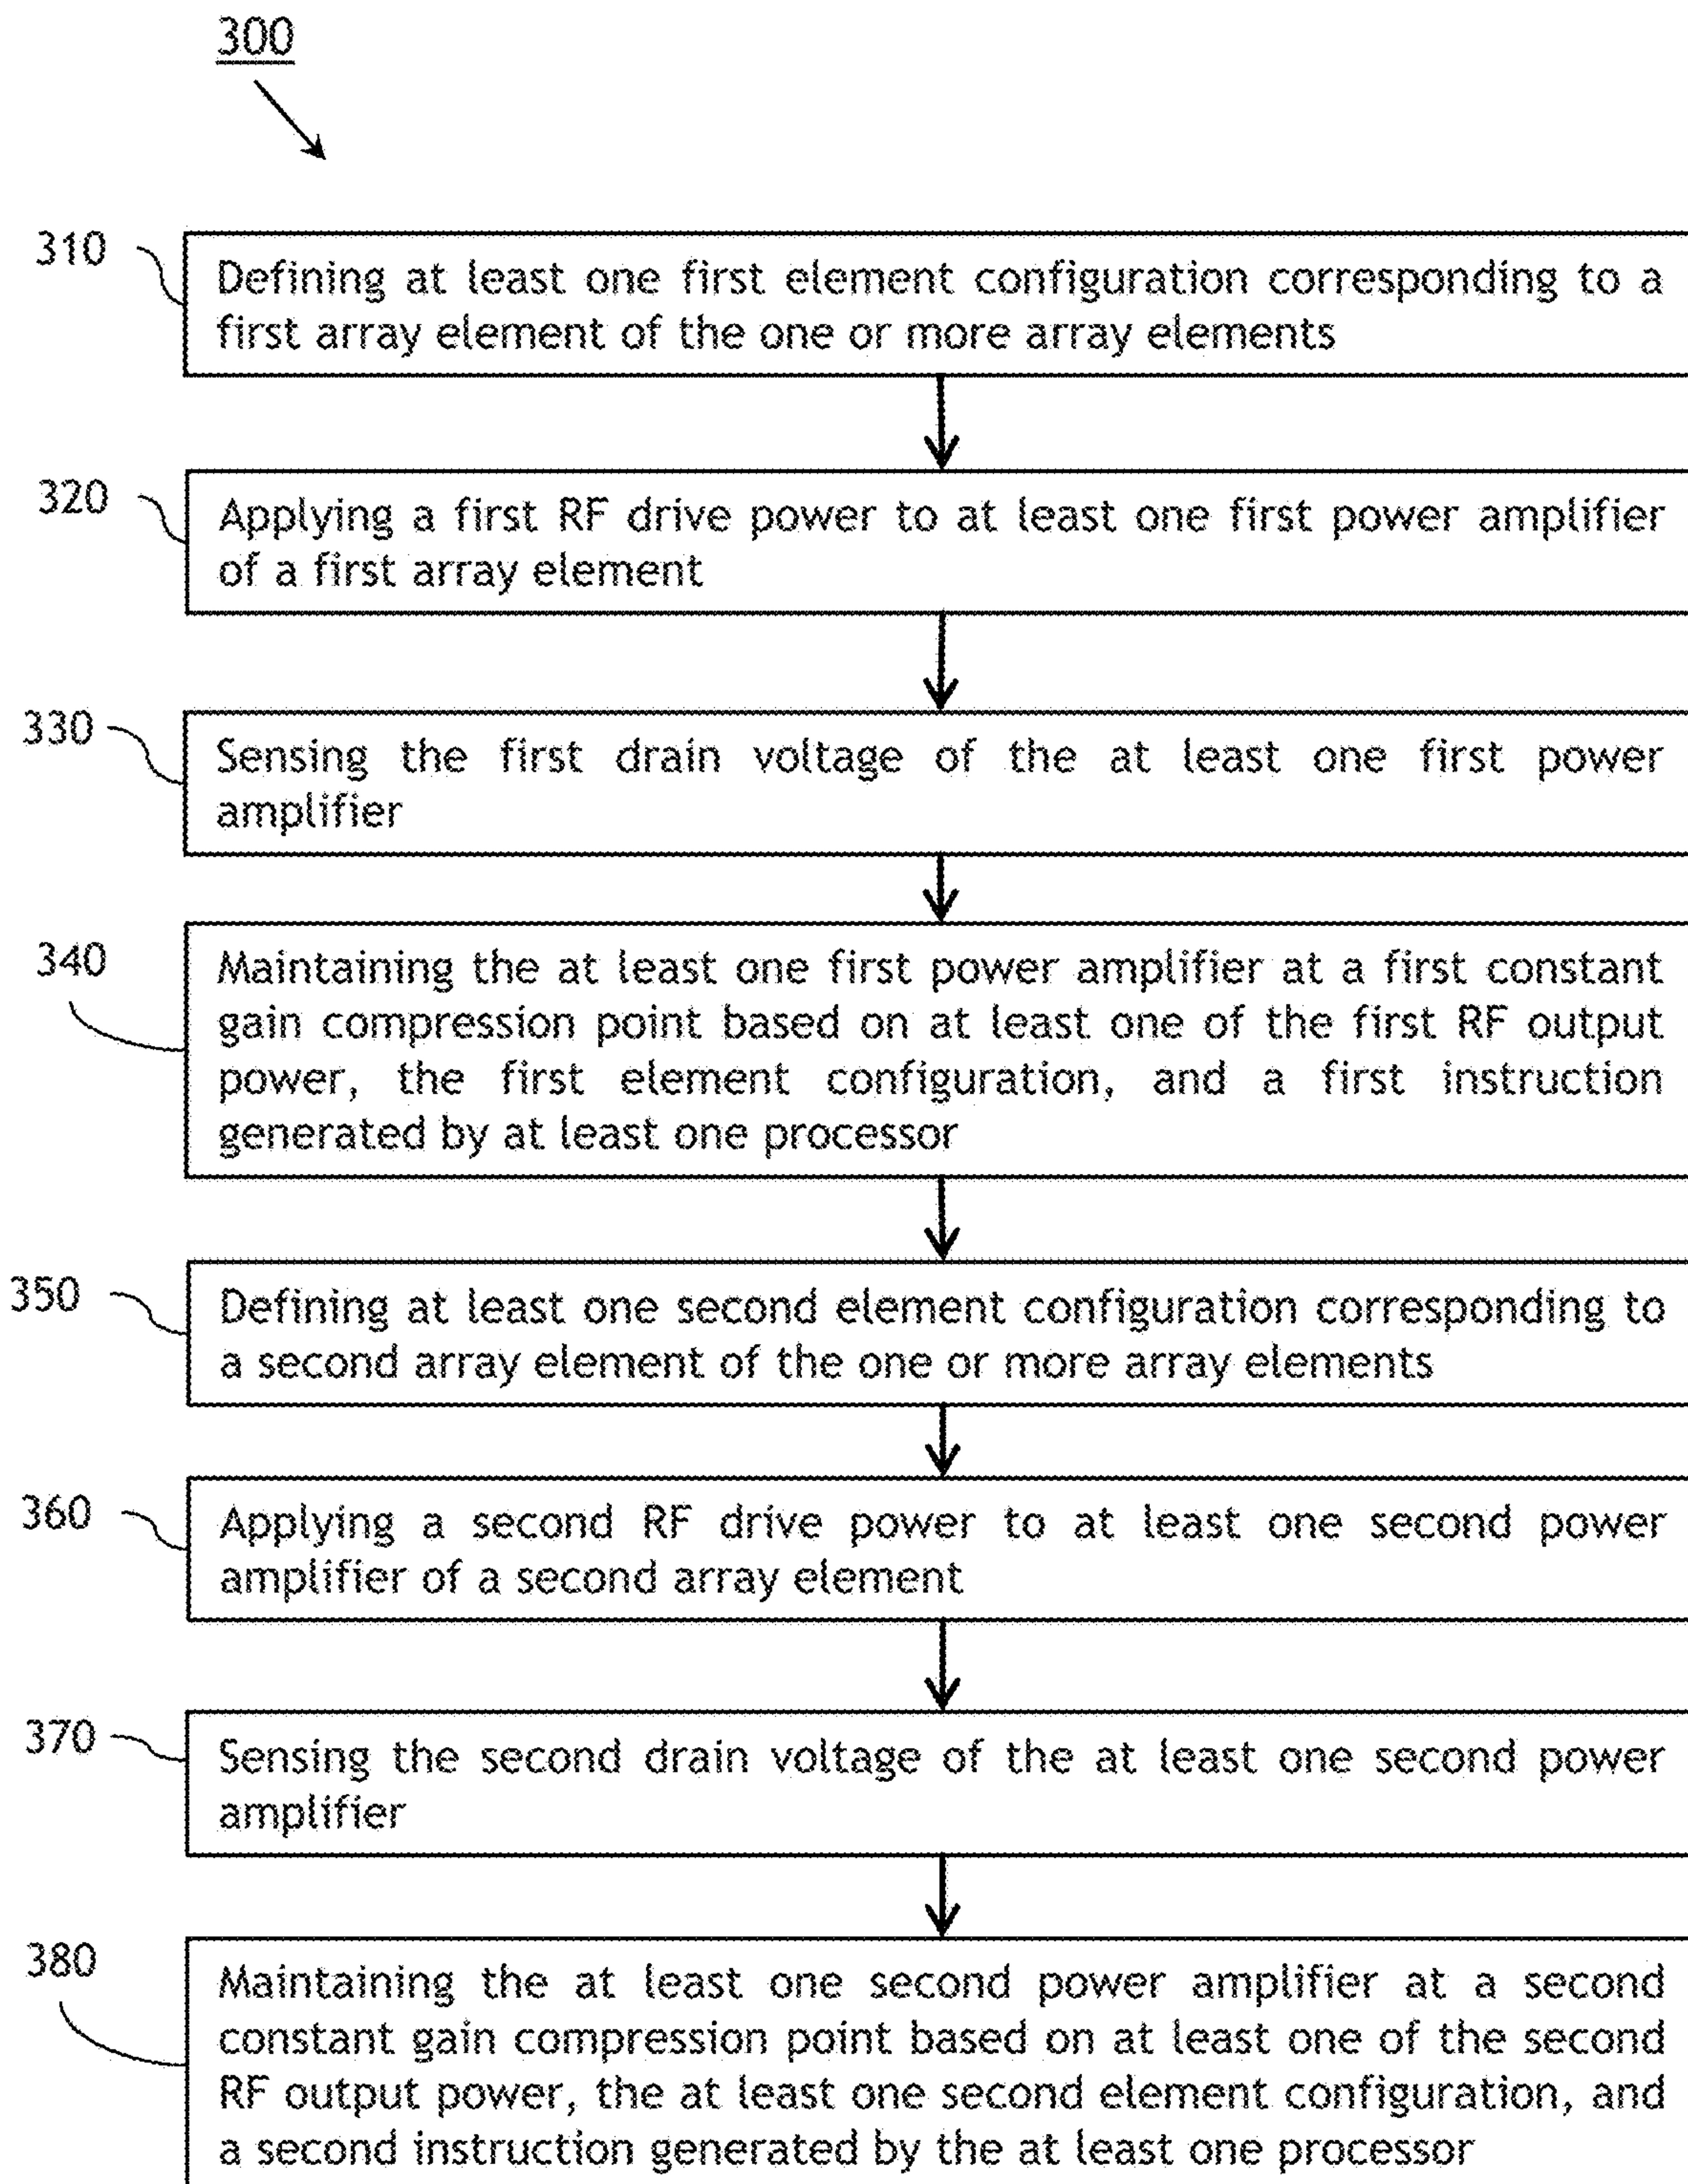 300
310
Defining at least one first element configuration corresponding to a
first array element of the one or more array elements
320
Applying a first RF drive power to at least one first power amplifier
of a first array element
330
Sensing the first drain voltage of the at least one first power
amplifier
340
Maintaining the at least one first power amplifier at a first constant
gain compression point based on at least one of the first RF output
power, the first element configuration, and a first instruction
generated by at least one processor
350
Defining at least one second element configuration corresponding to
a second array element of the one or more array elements
360
Applying a second RF drive power to at least one second power
amplifier of a second array element
370
Sensing the second drain voltage of the at least one second power
amplifier
380
Maintaining the at least one second power amplifier at a second
constant gain compression point based on at least one of the second
RF output power, the at least one second element configuration, and
a second instruction generated by the at least one processor